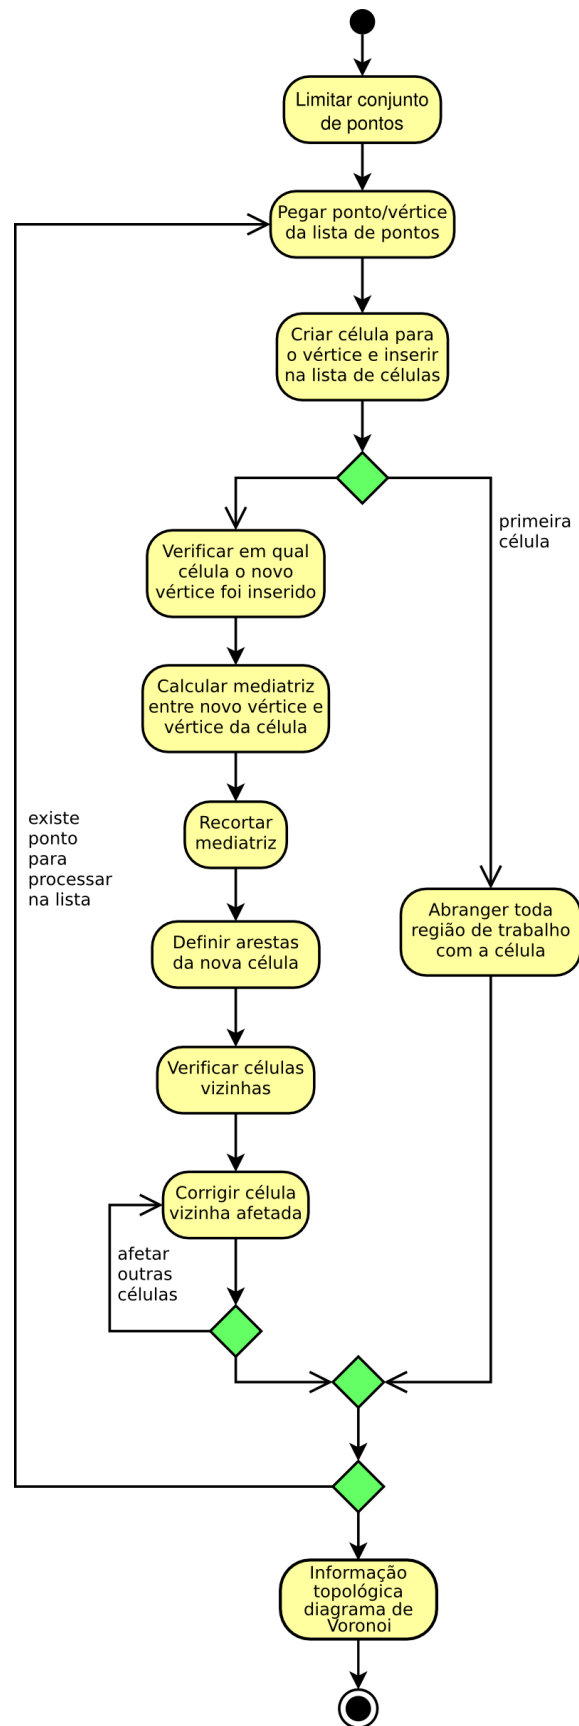 Limitar conjunto
de pontos
Pegar ponto/vértice
da lista de pontos
Criar célula para
o vértice e inserir
na lista de células
primeira
célula
Verificar em qual
célula o novo
vértice foi inserido
Calcular mediatriz
entre novo vértice e
vértice da célula
existe
ponto
para
processar
na lista
Recortar
mediatriz
Abranger toda
região de trabalho
com a célula
Definir arestas
da nova célula
Verificar células
vizinhas
Corrigir célula
vizinha afetada
afetar
outras
células
Informação
topológica
diagrama de
Voronoi